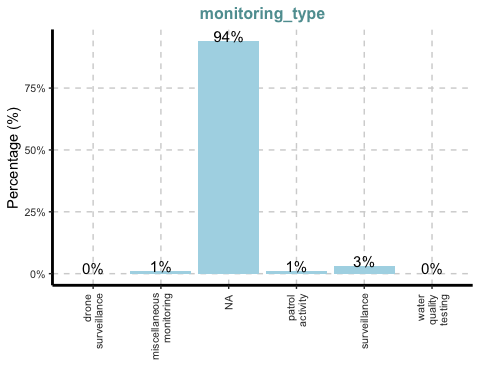 monitoring_type
Percentage (%)
75%
50%
25%
0%
0%
1%
94%
1%
3%
0%
drone
surveillance
miscellaneous
monitoring
NA
patrol
activity
surveillance
water
quality
testing